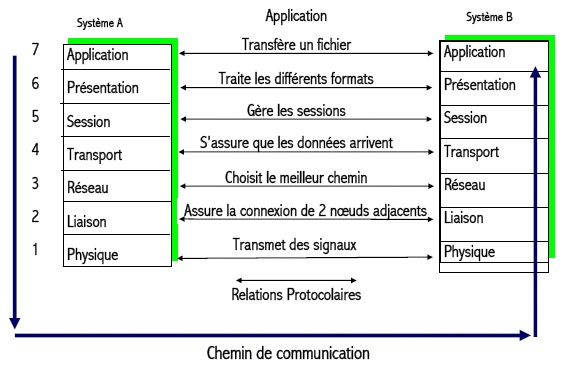 Application
Système A
Système B
7
Application
Transfère un fichier
Application
6
Présentation
Traite les différents formats
Présentation
5
Session
Gère les sessions
Session
4
Transport
S'assure que les données arrivent
Transport
3
Réseau
Choisit le meilleur chemin
Réseau
2
Liaison
Assure la connexion de 2 nœuds adjacents
Liaison
1
Physique
Transmet des signaux
Physique
Relations Protocolaires
Chemin de communication